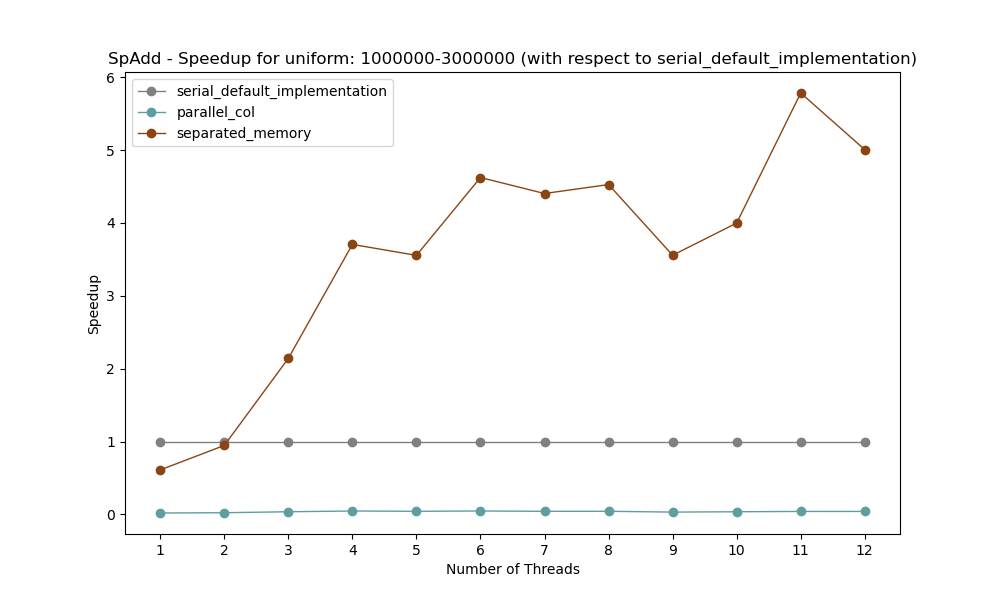 SpAdd - Speedup for uniform: 1000000-3000000 (with respect to serial_default_implementation)
serial_default_implementation
parallel_col
separated_memory
6
5
4
3
2
1
0
Speedup
1 2 3 4 5 6 7 8 9 10 11 12
Number of Threads